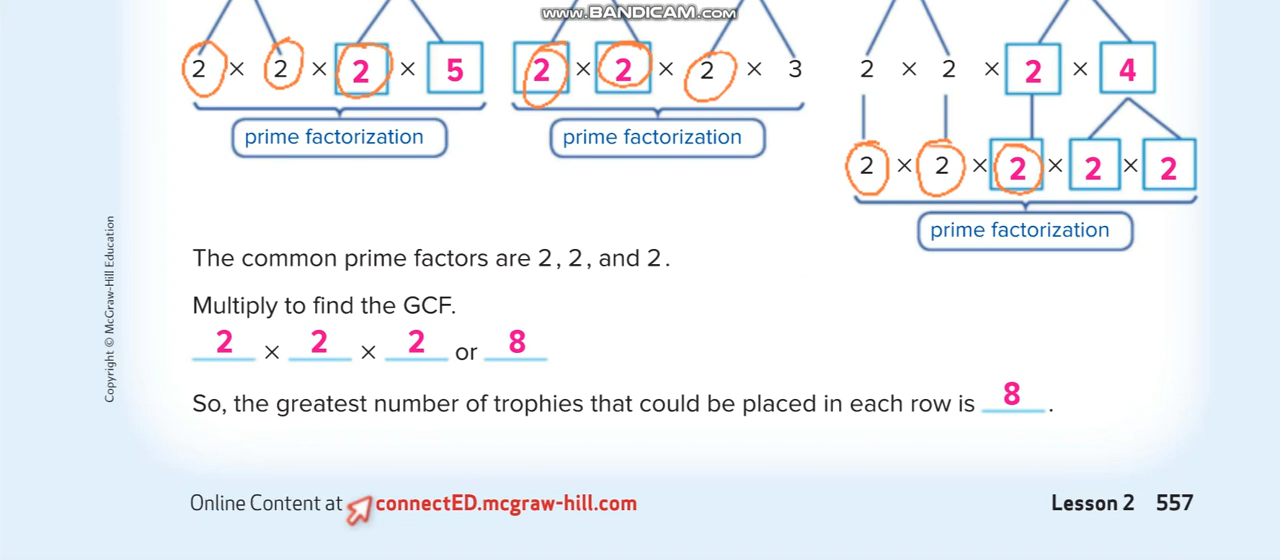 www.BANDICAM.com
2 × 2 × 2 × 5
2 × 2 × 2 × 3
2 × 2 × 2 × 4
prime factorization
prime factorization
2 × 2 × 2 × 2 × 2
prime factorization
The common prime factors are 2, 2, and 2.
Multiply to find the GCF.
2 × 2 × 2 or 8
So, the greatest number of trophies that could be placed in each row is 8.
Copyright © McGraw-Hill Education
Online Content at connectED.mcgraw-hill.com
Lesson 2 557